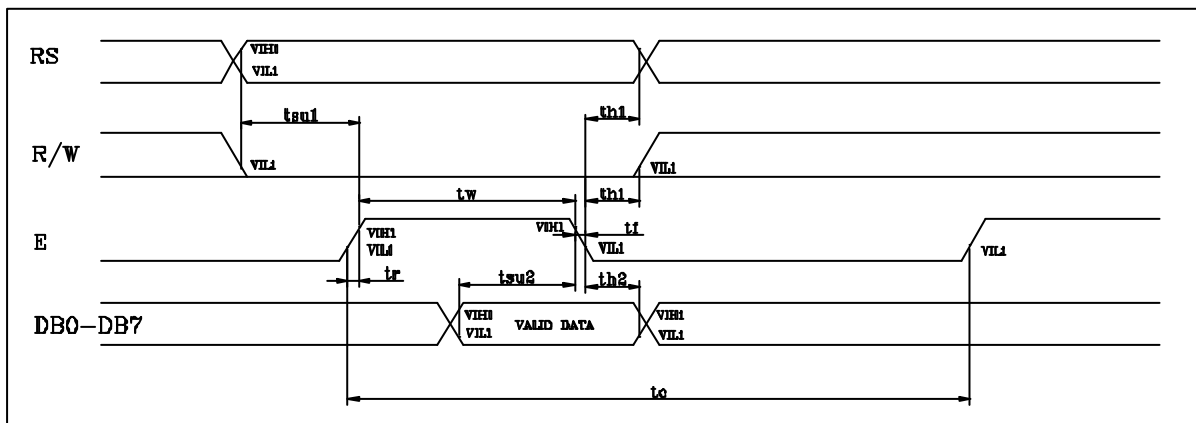 RS
VIH1
VIL1
tsu1
th1
R/W
VIL1
VIL1
tw
th1
E
VIH1
VIL1
VIH1
tf
VIL1
VIL1
tr
tsu2
th2
DB0-DB7
VIH1
VIL1
VALID DATA
VIH1
VIL1
tc